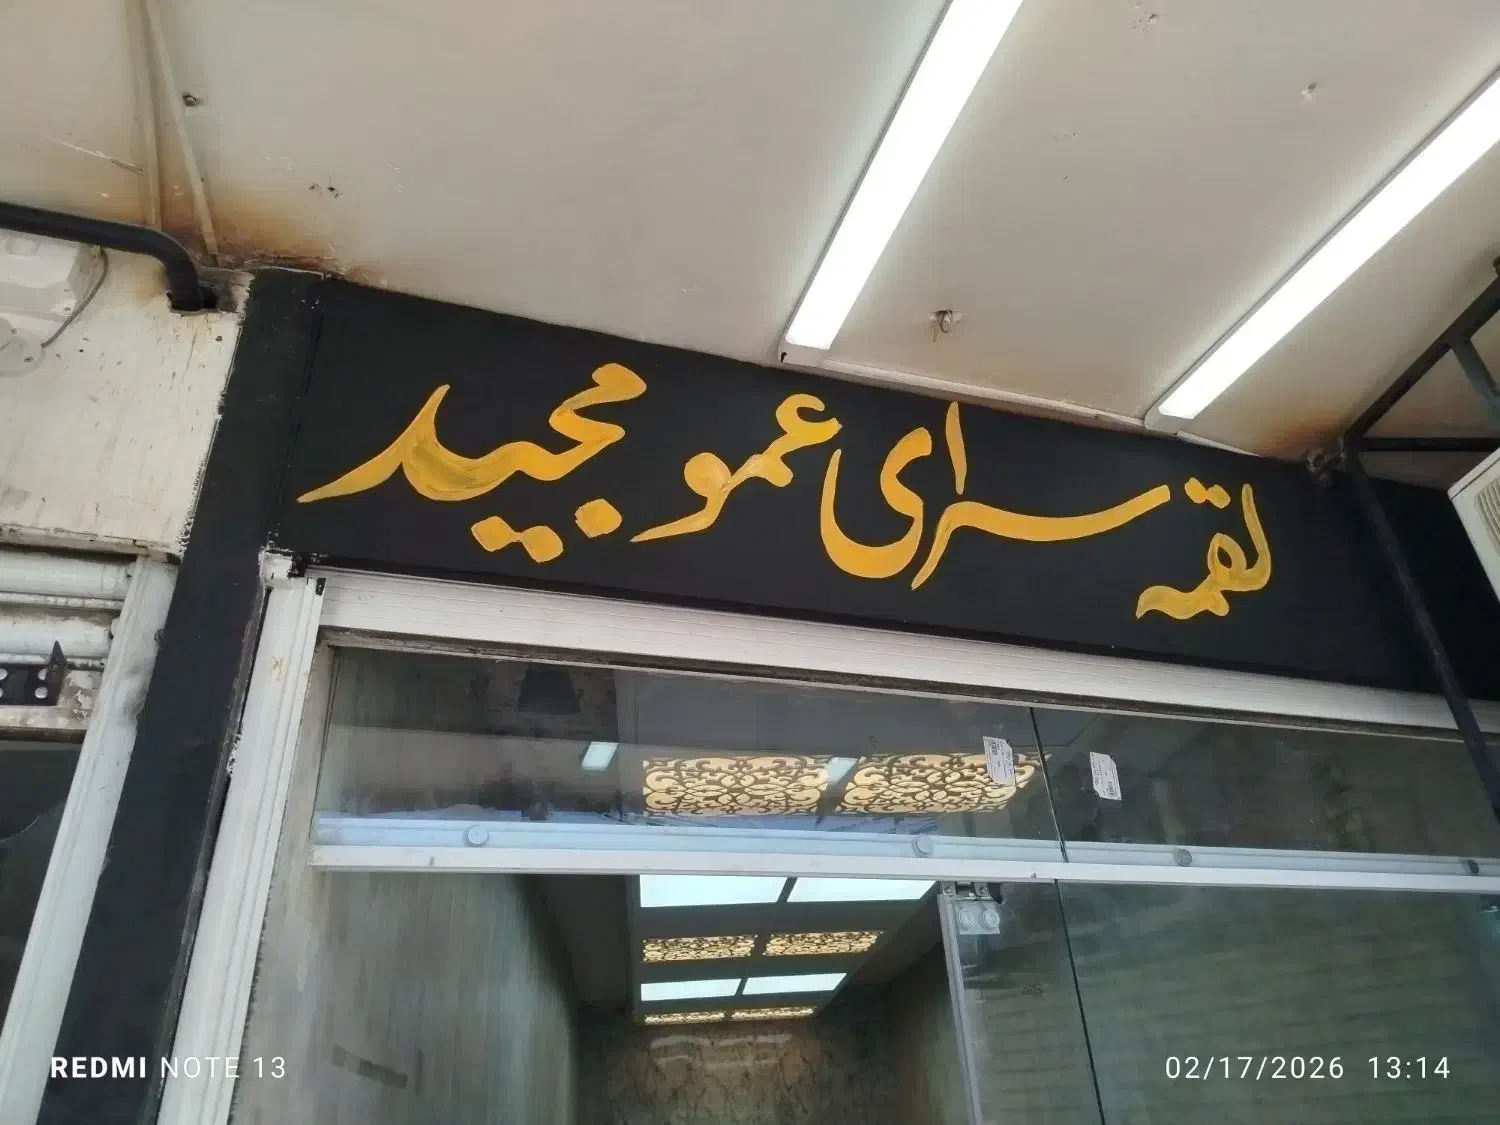 لقمه سرای عمو مجید
REDMI NOTE 13
02/17/2026 13:14